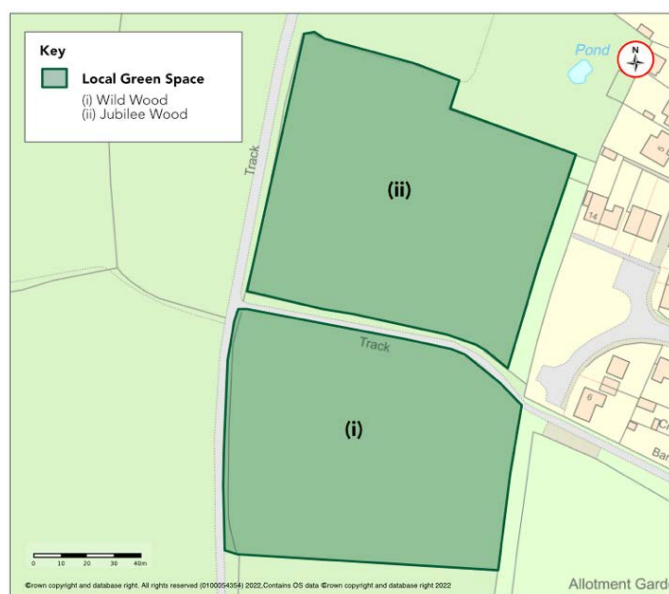 Key
Local Green Space
(i) Wild Wood
(ii) Jubilee Wood
Pond
N
Track
(ii)
14
5
Track
(i)
6
Allotment Gard
0 10 20 30 40m
©rown copyright and database right. All rights reserved (0100054354) 2022,Contains OS data ©rown copyright and database right 2022